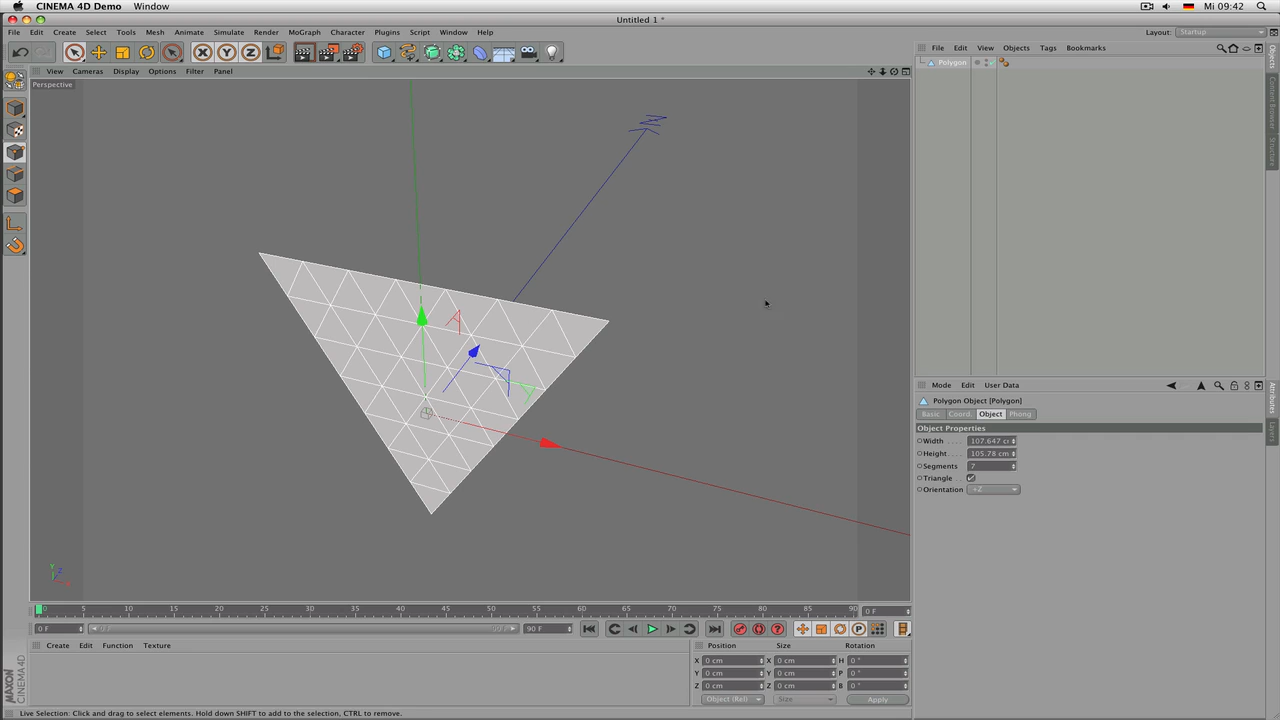 CINEMA 4D Demo Window Mi 09:42
Untitled 1 *
File Edit Create Select Tools Mesh Animate Simulate Render MoGraph Character Plugins Script Window Help Layout: Startup
X Y Z
File Edit View Objects Tags Bookmarks
View Cameras Display Options Filter Panel
Polygon
Perspective
Objects
Content Browser
Structure
Z
Y
Z
Mode Edit User Data
Attributes
Layers
Polygon Object [Polygon]
Basic Coord. Object Phong
Object Properties
Width 107.647 cr
Height 105.78 cm
Segments 7
Triangle
Orientation +Z
0 5 10 15 20 25 30 35 40 45 50 55 60 65 70 75 80 85 90 0 F
0 F 90 F P
Create Edit Function Texture
Position Size Rotation
X 0 cm X 0 cm H 0 °
Y 0 cm Y 0 cm P 0 °
Z 0 cm Z 0 cm B 0 °
Object (Rel) Size Apply
MAXON
CINEMA 4D
Live Selection: Click and drag to select elements. Hold down SHIFT to add to the selection, CTRL to remove.